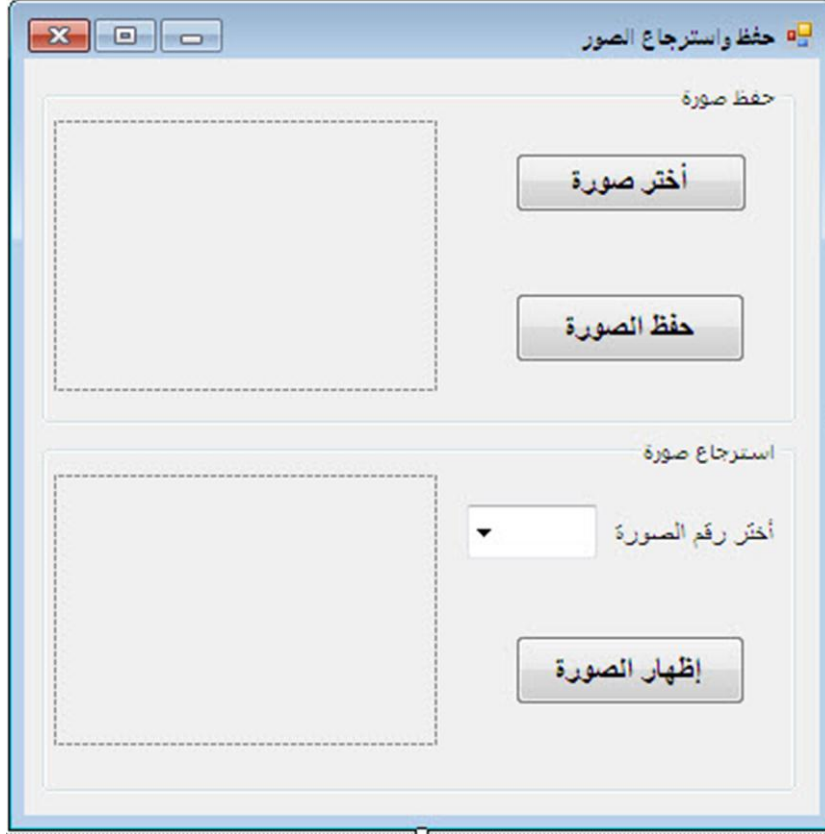 حفظ واسترجاع الصور
حفظ صورة
أختر صورة
حفظ الصورة
استرجاع صورة
أختر رقم الصورة
إظهار الصورة